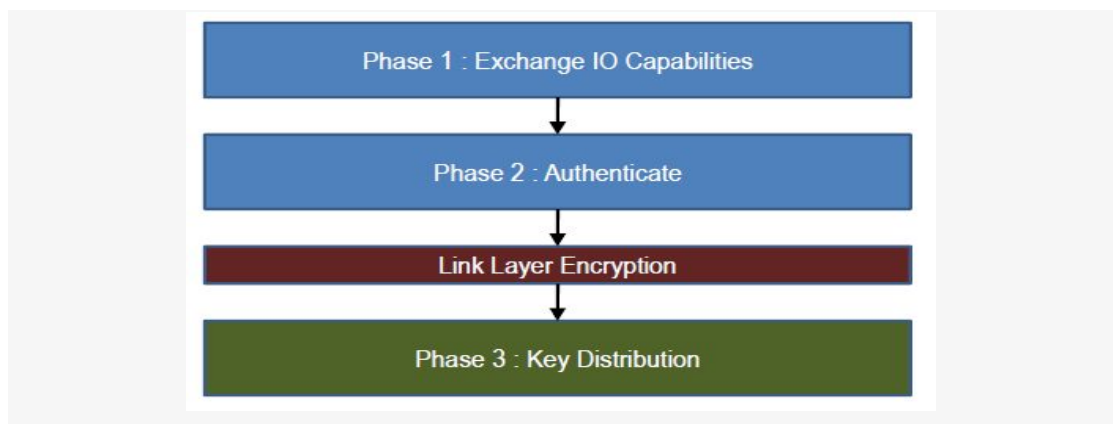 Phase 1 : Exchange IO Capabilities
Phase 2 : Authenticate
Link Layer Encryption
Phase 3 : Key Distribution